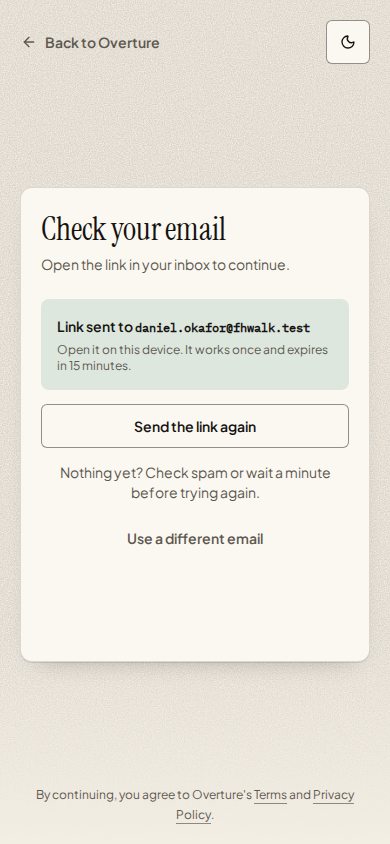 Back to Overture
Check your email
Open the link in your inbox to continue.
Link sent to daniel.okafor@fhwalk.test
Open it on this device. It works once and expires
in 15 minutes.
Send the link again
Nothing yet? Check spam or wait a minute
before trying again.
Use a different email
By continuing, you agree to Overture's Terms and Privacy
Policy.